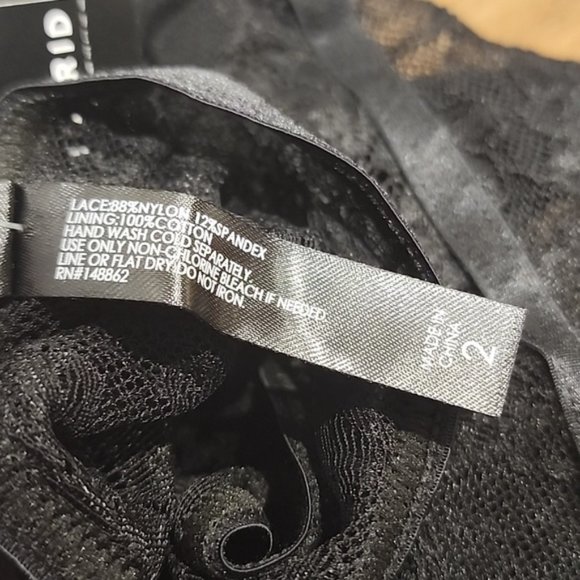 RID
LACE:88%NYLON 12%SPANDEX
LINING:100%COTTON
HAND WASH COLD SEPARATELY
USE ONLY NON-CHLORINE BLEACH IF NEEDED.
LINE OR FLAT DRY. DO NOT IRON.
RN#148862
MADE IN
CHINA
2